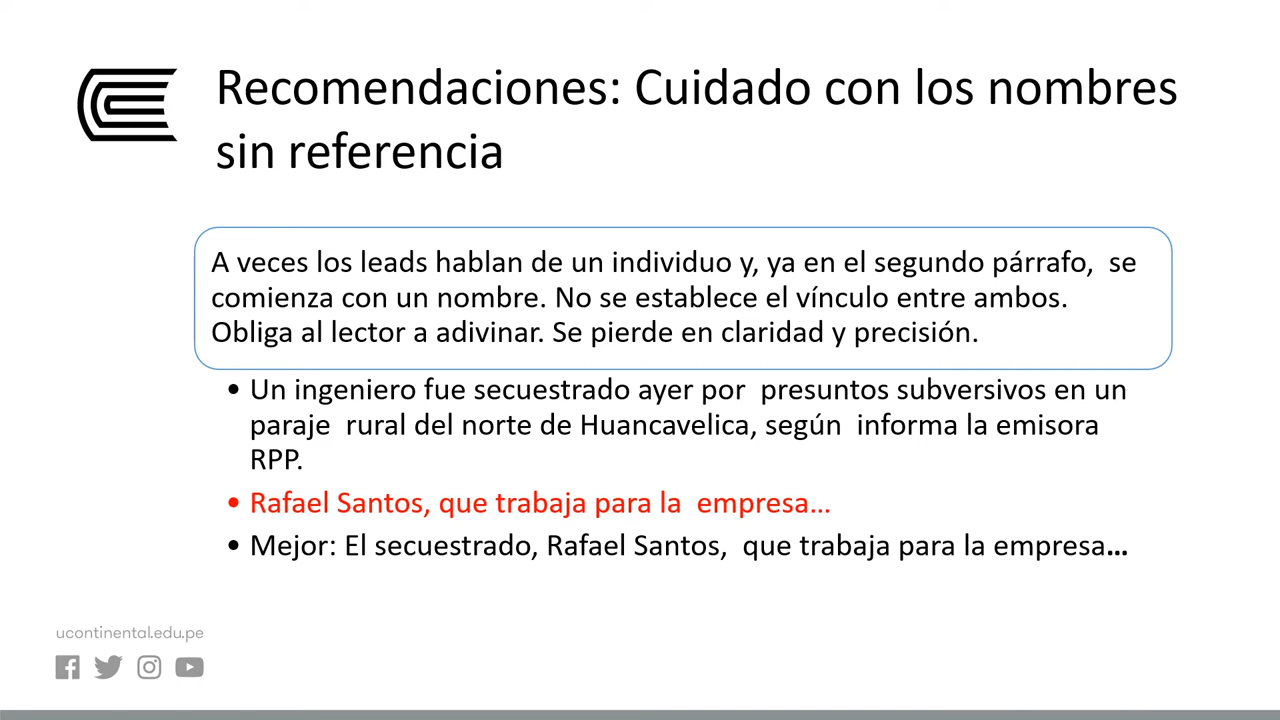 Recomendaciones: Cuidado con los nombres
sin referencia
A veces los leads hablan de un individuo y, ya en el segundo párrafo,  se
comienza con un nombre. No se establece el vínculo entre ambos.
Obliga al lector a adivinar. Se pierde en claridad y precisión.
• Un ingeniero fue secuestrado ayer por  presuntos subversivos en un
paraje  rural del norte de Huancavelica, según  informa la emisora
RPP.
• Rafael Santos, que trabaja para la  empresa…
• Mejor: El secuestrado, Rafael Santos,  que trabaja para la empresa…
ucontinental.edu.pe